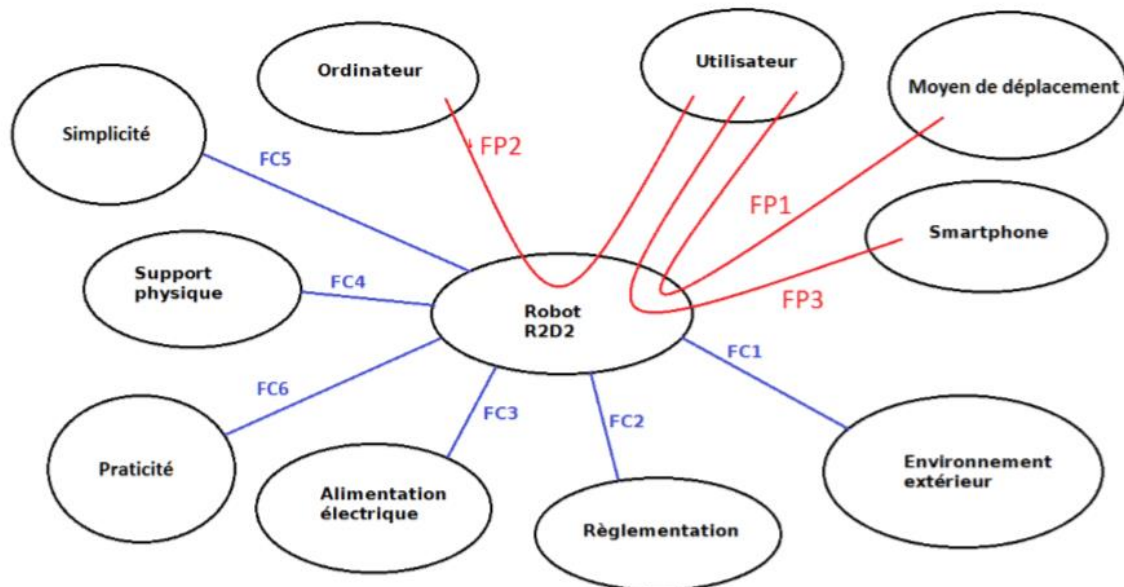 Ordinateur
Utilisateur
Moyen de déplacement
Simplicité
FC5
FP2
FP1
Smartphone
Support
physique
FC4
FP3
Robot
R2D2
FC1
FC6
FC3
FC2
Praticité
Alimentation
électrique
Règlementation
Environnement
extérieur